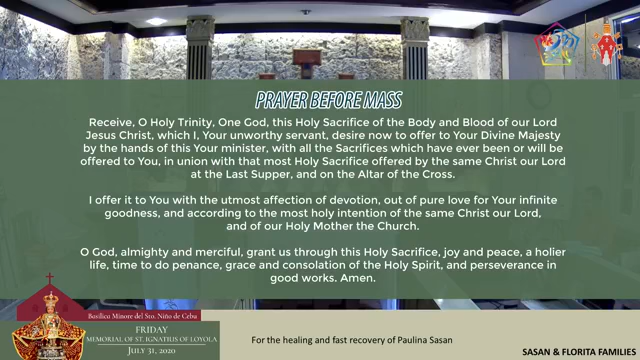 PRAYER BEFORE MASS
Receive, O Holy Trinity, One God, this Holy Sacrifice of the Body and Blood of our Lord
Jesus Christ, which I, Your unworthy servant, desire now to offer to Your Divine Majesty
by the hands of this Your minister, with all the Sacrifices which have ever been or will be
offered to You, in union with that most Holy Sacrifice offered by the same Christ our Lord
at the Last Supper, and on the Altar of the Cross.
I offer it to You with the utmost affection of devotion, out of pure love for Your infinite
goodness, and according to the most holy intention of the same Christ our Lord,
and of our Holy Mother the Church.
O God, almighty and merciful, grant us through this Holy Sacrifice, joy and peace, a holier
life, time to do penance, grace and consolation of the Holy Spirit, and perseverance in
good works. Amen.
Basilica Minore del Sto. Niño de Cebu
FRIDAY
MEMORIAL OF ST. IGNATIUS OF LOYOLA
JULY 31, 2020
For the healing and fast recovery of Paulina Sasan
SASAN & FLORITA FAMILIES